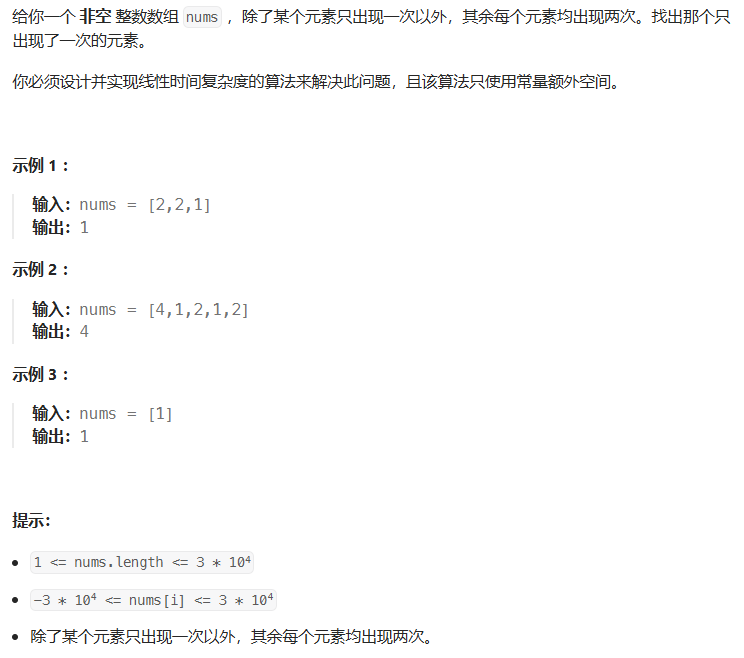 给你一个 非空 整数数组 nums ，除了某个元素只出现一次以外，其余每个元素均出现两次。找出那个只
出现了一次的元素。
你必须设计并实现线性时间复杂度的算法来解决此问题，且该算法只使用常量额外空间。
示例 1 ：
输入：nums = [2,2,1]
输出：1
示例 2 ：
输入：nums = [4,1,2,1,2]
输出：4
示例 3 ：
输入：nums = [1]
输出：1
提示：
• 1 <= nums.length <= 3 * 10⁴
• -3 * 10⁴ <= nums[i] <= 3 * 10⁴
• 除了某个元素只出现一次以外，其余每个元素均出现两次。